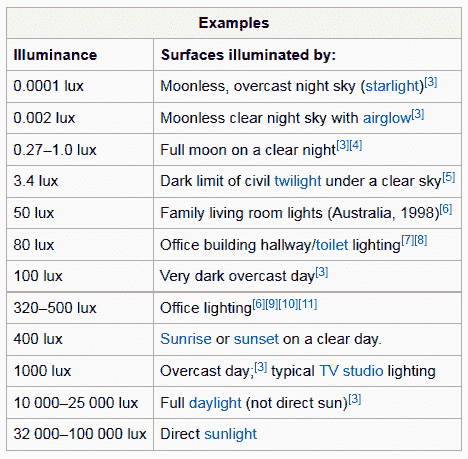 Examples
Illuminance Surfaces illuminated by:
0.0001 lux Moonless, overcast night sky (starlight)[3]
0.002 lux Moonless clear night sky with airglow[3]
0.27–1.0 lux Full moon on a clear night[3][4]
3.4 lux Dark limit of civil twilight under a clear sky[5]
50 lux Family living room lights (Australia, 1998)[6]
80 lux Office building hallway/toilet lighting[7][8]
100 lux Very dark overcast day[3]
320–500 lux Office lighting[6][9][10][11]
400 lux Sunrise or sunset on a clear day.
1000 lux Overcast day;[3] typical TV studio lighting
10 000–25 000 lux Full daylight (not direct sun)[3]
32 000–100 000 lux Direct sunlight